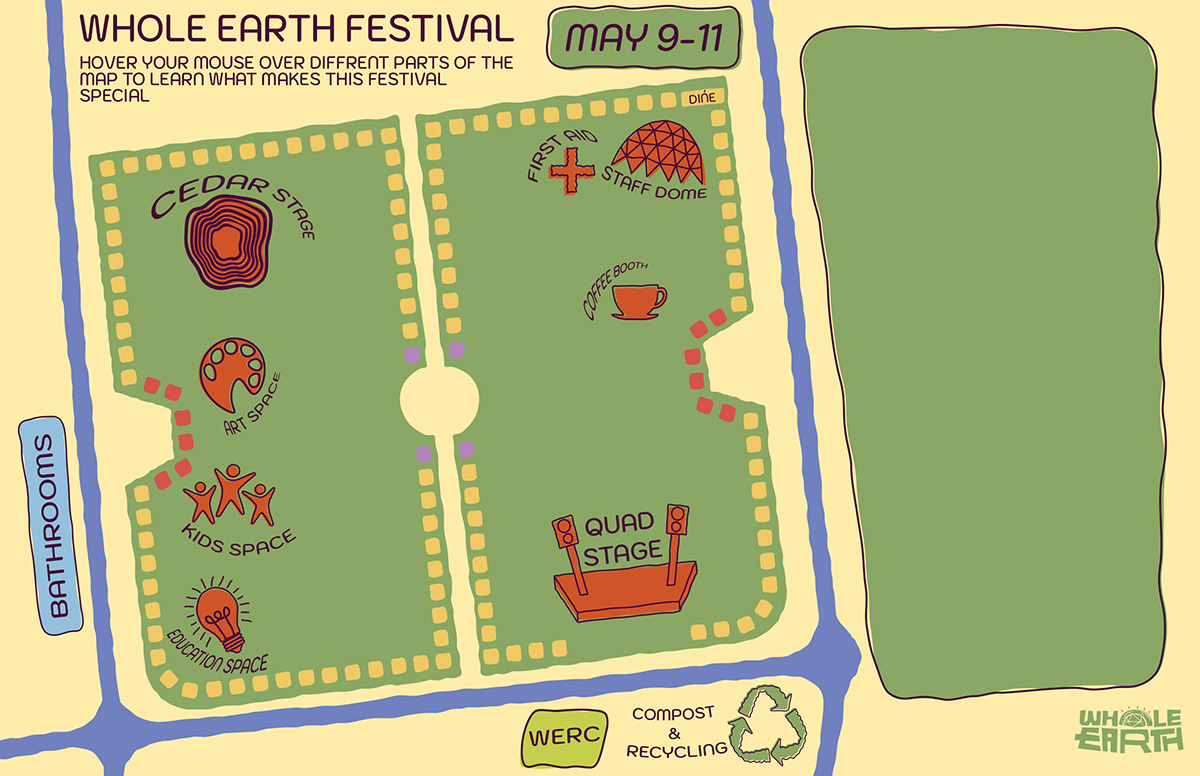 WHOLE EARTH FESTIVAL
MAY 9-11
HOVER YOUR MOUSE OVER DIFFRENT PARTS OF THE
MAP TO LEARN WHAT MAKES THIS FESTIVAL
SPECIAL
DIńE
FIRST AID
STAFF DOME
CEDAR STAGE
COFFEE BOOTH
ART SPACE
BATHROOMS
KIDS SPACE
QUAD
STAGE
EDUCATION SPACE
WERC
COMPOST
&
RECYCLING
WHOLE
EARTH